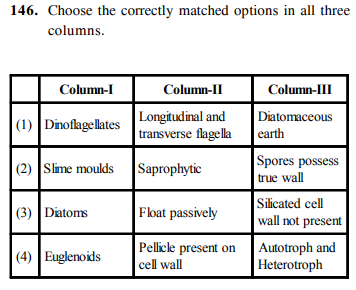 146. Choose the correctly matched options in all three
columns.
Column-I Column-II Column-III
(1) Dinoflagellates Longitudinal and transverse flagella Diatomaceous earth
(2) Slime moulds Saprophytic Spores possess true wall
(3) Diatoms Float passively Silicated cell wall not present
(4) Euglenoids Pellicle present on cell wall Autotroph and Heterotroph